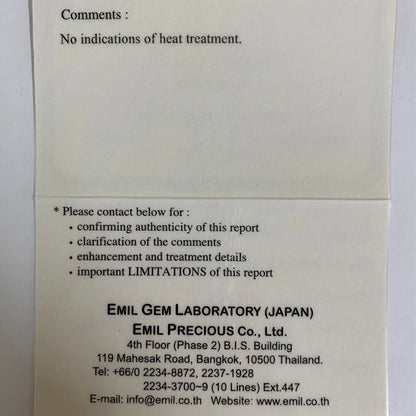 Comments :
No indications of heat treatment.
* Please contact below for :
• confirming authenticity of this report
• clarification of the comments
• enhancement and treatment details
• important LIMITATIONS of this report
EMIL GEM LABORATORY (JAPAN)
EMIL PRECIOUS Co., Ltd.
4th Floor (Phase 2) B.I.S. Building
119 Mahesak Road, Bangkok, 10500 Thailand.
Tel: +66/0 2234-8872, 2237-1928
2234-3700~9 (10 Lines) Ext.447
E-mail: info@emil.co.th Website: www.emil.co.th